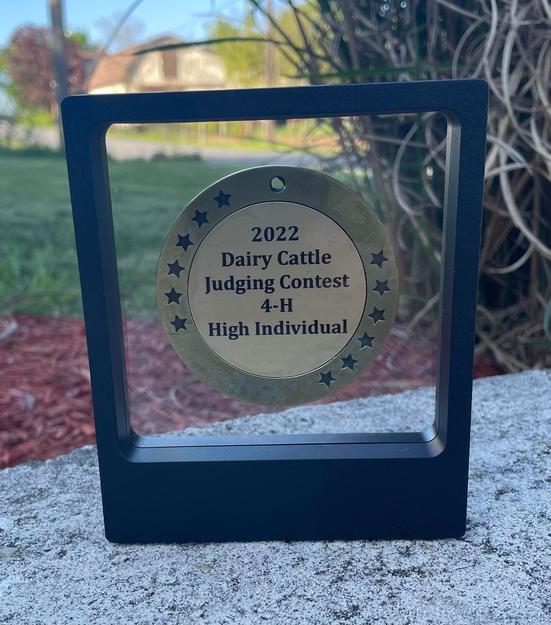 2022
Dairy Cattle
Judging Contest
4-H
High Individual